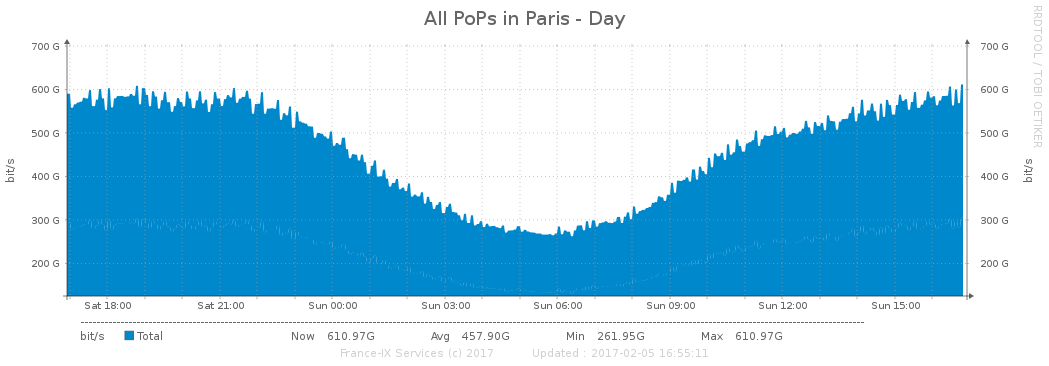 All PoPs in Paris - Day
RRDTOOL / TOBI OETIKER
700 G 700 G
600 G 600 G
500 G 500 G
400 G 400 G
300 G 300 G
200 G 200 G
bit/s bit/s
Sat 18:00 Sat 21:00 Sun 00:00 Sun 03:00 Sun 06:00 Sun 09:00 Sun 12:00 Sun 15:00
bit/s Total Now 610.97G Avg 457.90G Min 261.95G Max 610.97G
France-IX Services (c) 2017 Updated : 2017-02-05 16:55:11